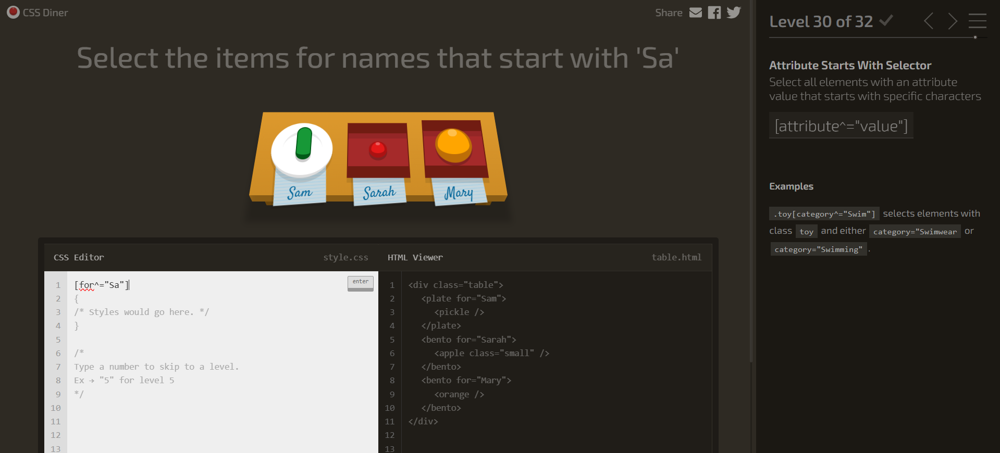 CSS Diner
Share
Select the items for names that start with 'Sa'
Sam
Sarah
Mary
CSS Editor
style.css
1 [for^="Sa"]
enter
2 {
3 /* Styles would go here. */
4 }
5
6 /*
7 Type a number to skip to a level.
8 Ex → "5" for level 5
9 */
10
11
12
13
HTML Viewer
table.html
1 <div class="table">
2 <plate for="Sam">
3 <pickle />
4 </plate>
5 <bento for="Sarah">
6 <apple class="small" />
7 </bento>
8 <bento for="Mary">
9 <orange />
10 </bento>
11 </div>
12
13
Level 30 of 32
Attribute Starts With Selector
Select all elements with an attribute
value that starts with specific characters
[attribute^="value"]
Examples
.toy[category^="Swim"] selects elements with
class toy and either category="Swimwear or
category="Swimming" .